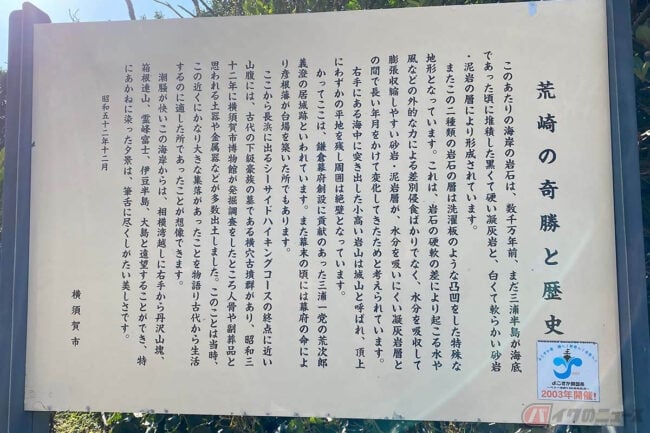 荒崎の奇勝と歴史
このあたりの海岸の岩石は、数千万年前、まだ三浦半島が海底
であった頃に堆積した黒くて硬い凝灰岩と、白くて軟らかい砂岩
・泥岩の層により形成されています。
またこの二種類の岩石の層は洗濯板のような凸凹をした特殊な
地形となっています。これは、岩石の硬軟の差により起こる水や
風などの外的な力による差別侵食ばかりでなく、水分を吸収して
膨張収縮しやすい砂岩・泥岩層が、水分を吸いにくい凝灰岩層と
の間で長い年月をかけて変化してきたためと考えられています。
右手にある海中に突き出した小高い岩山は城山と呼ばれ、頂上
にわずかの平地を残し周囲は絶壁となっています。
かつてここは、鎌倉幕府創設に貢献のあった三浦一党の荒次郎
義澄の居城跡といわれています。また幕末の頃には幕府の命によ
り彦根藩が台場を築いた所でもあります。
ここから長浜に出るシーサイドハイキングコースの終点に近い
山腹には、古代の下級豪族の墓である横穴古墳群があり、昭和三
十二年に横須賀市博物館が発掘調査をしたところ人骨や副葬品と
思われる土器や金属器などが多数出土しました。このことは当時、
この近くにかなり大きな集落があったことを物語り古代から生活
するのに適した所であったことが想像できます。
潮騒が快いこの海岸からは、相模湾越しに右手から丹沢山塊、
箱根連山、霊峰富士、伊豆半島、大島と遠望することができ、特
にあかねに染った夕景は、筆舌に尽くしがたい美しさです。
昭和五十二年十二月
横須賀市
よこすか開国祭
2003年開催!
バイクのニュース